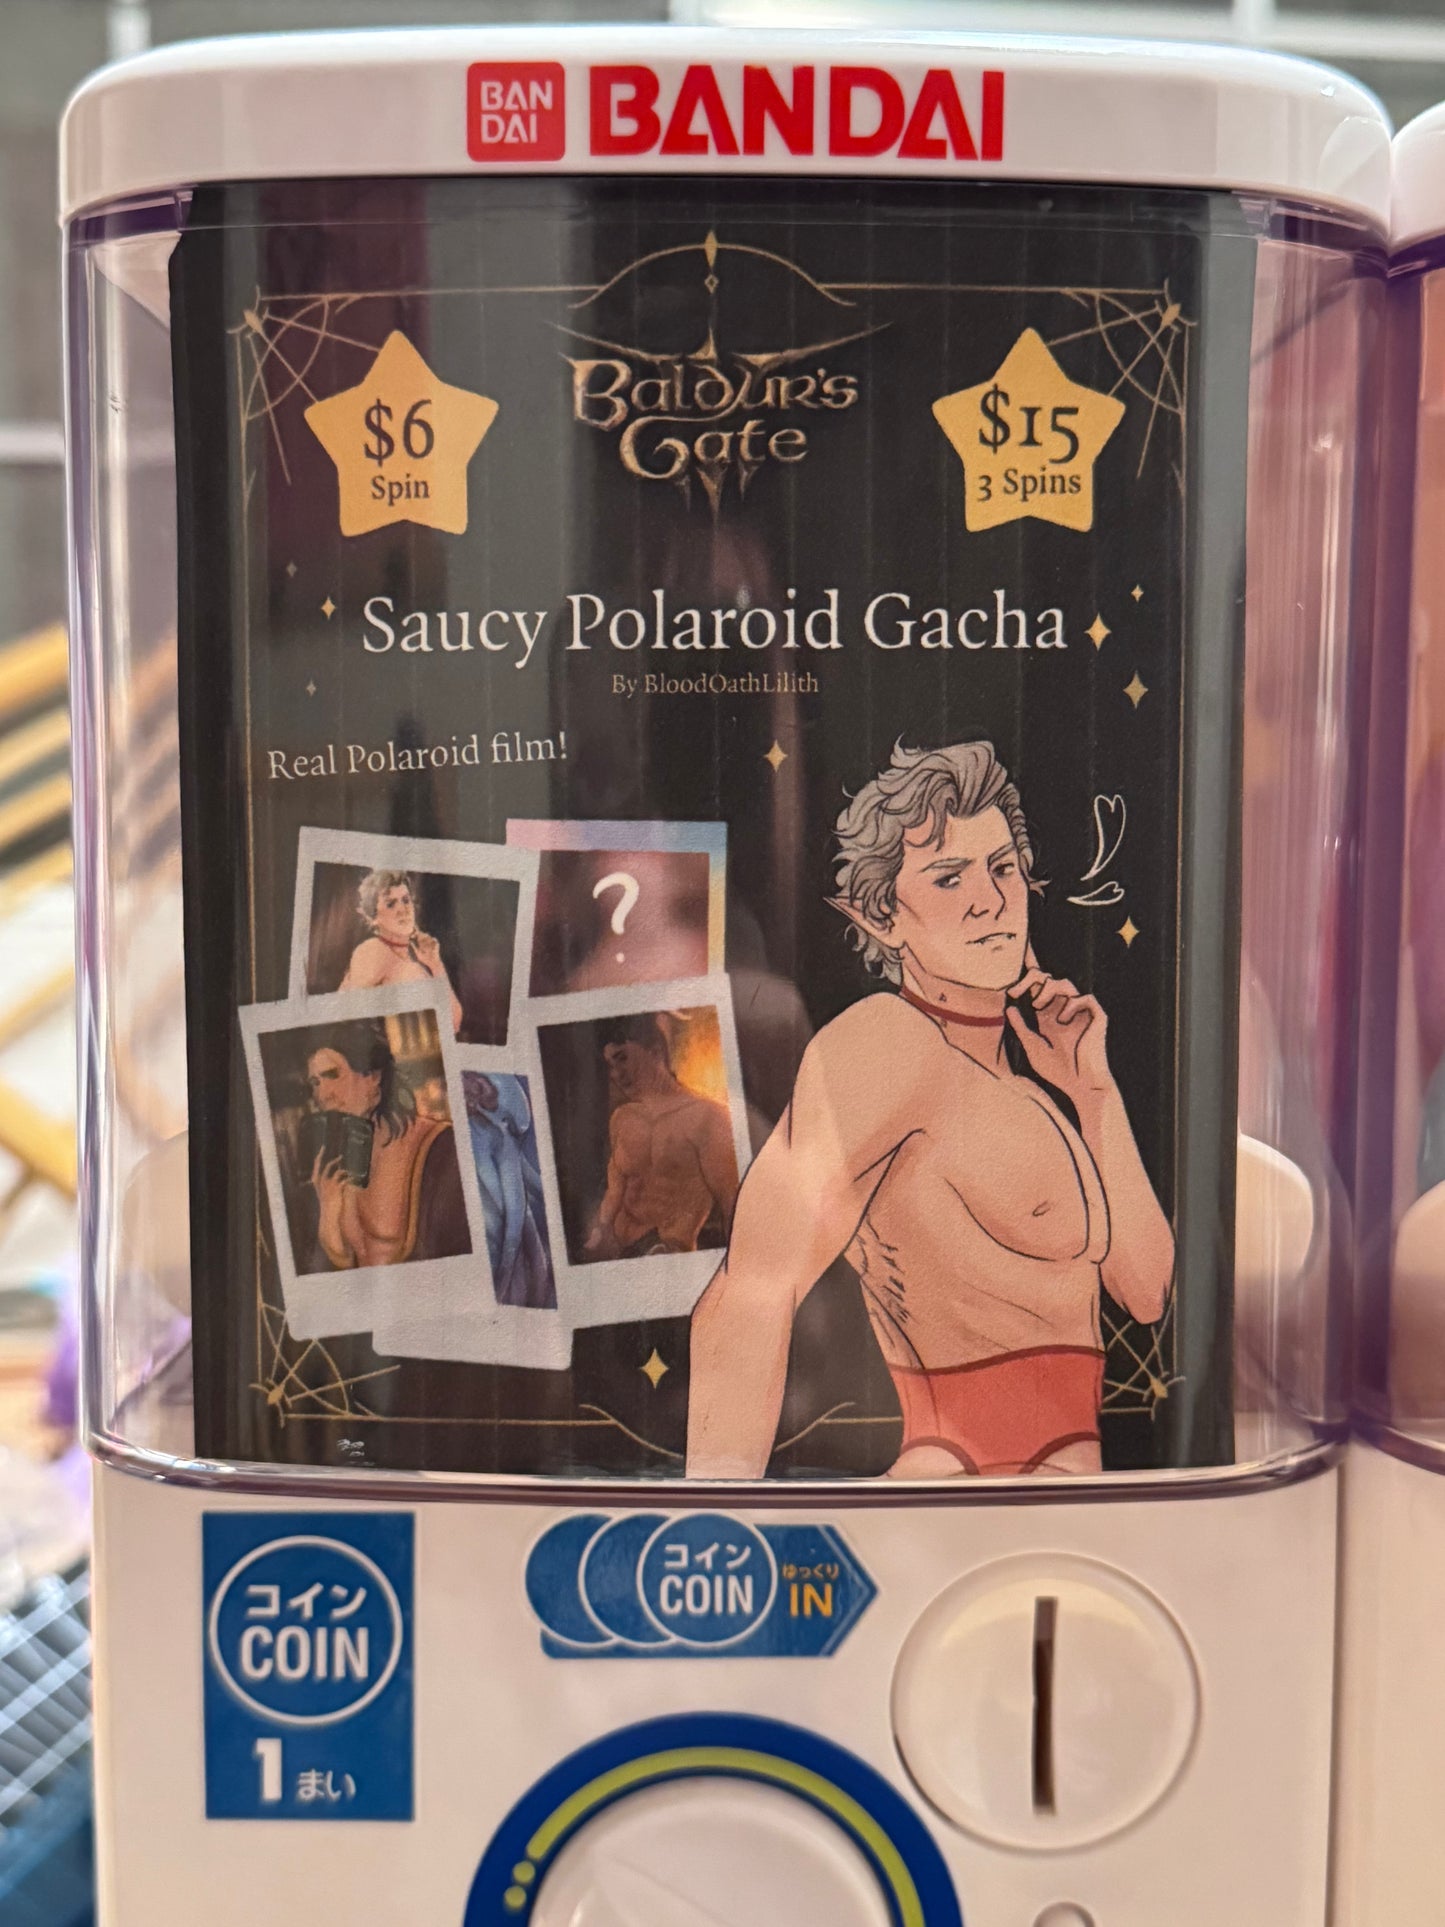 BAN
DAI
BANDAI
$6
Spin
Baldur's
Gate
$15
3 Spins
Saucy Polaroid Gacha
By BloodOathLilith
Real Polaroid film!
?
コイン
COIN
1まい
コイン
COIN
ゆっくり
IN